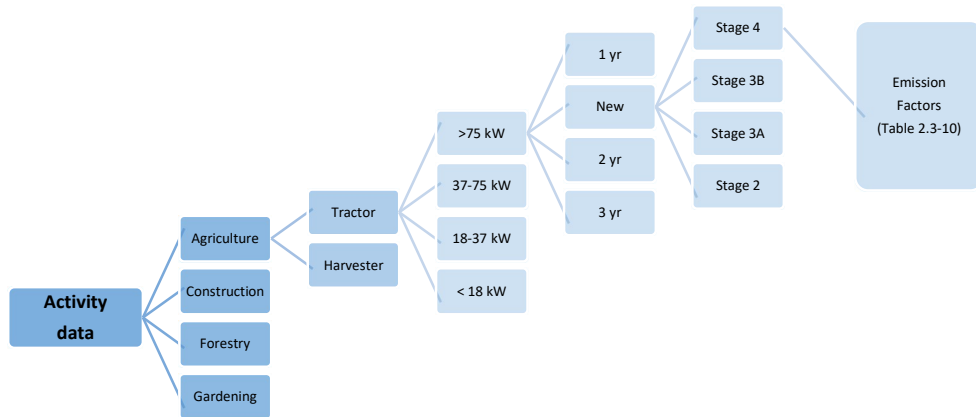 Activity
data
Agriculture
Construction
Forestry
Gardening
Tractor
Harvester
>75 kW
37-75 kW
18-37 kW
< 18 kW
1 yr
New
2 yr
3 yr
Stage 4
Stage 3B
Stage 3A
Stage 2
Emission
Factors
(Table 2.3-10)